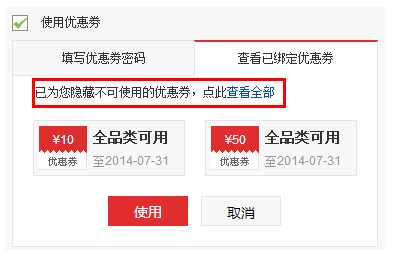 使用优惠券
填写优惠券密码 查看已绑定优惠券
已为您隐藏不可使用的优惠券，点此查看全部
¥10 全品类可用 ¥50 全品类可用
优惠券 至2014-07-31 优惠券 至2014-07-31
使用 取消